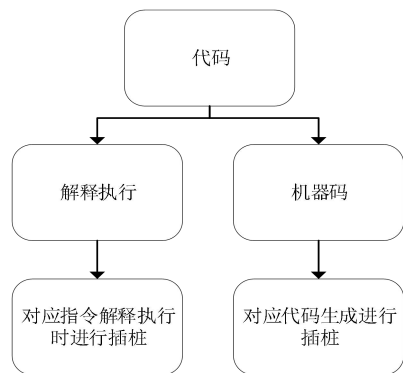 代码
解释执行
机器码
对应指令解释执行
时进行插桩
对应代码生成进行
插桩